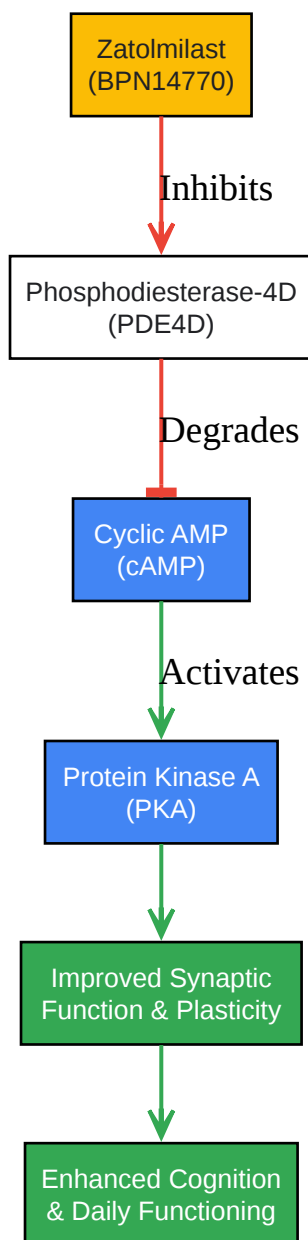 Zatolmilast
(BPN14770)
Inhibits
Phosphodiesterase-4D
(PDE4D)
Degrades
Cyclic AMP
(cAMP)
Activates
Protein Kinase A
(PKA)
Improved Synaptic
Function & Plasticity
Enhanced Cognition
& Daily Functioning